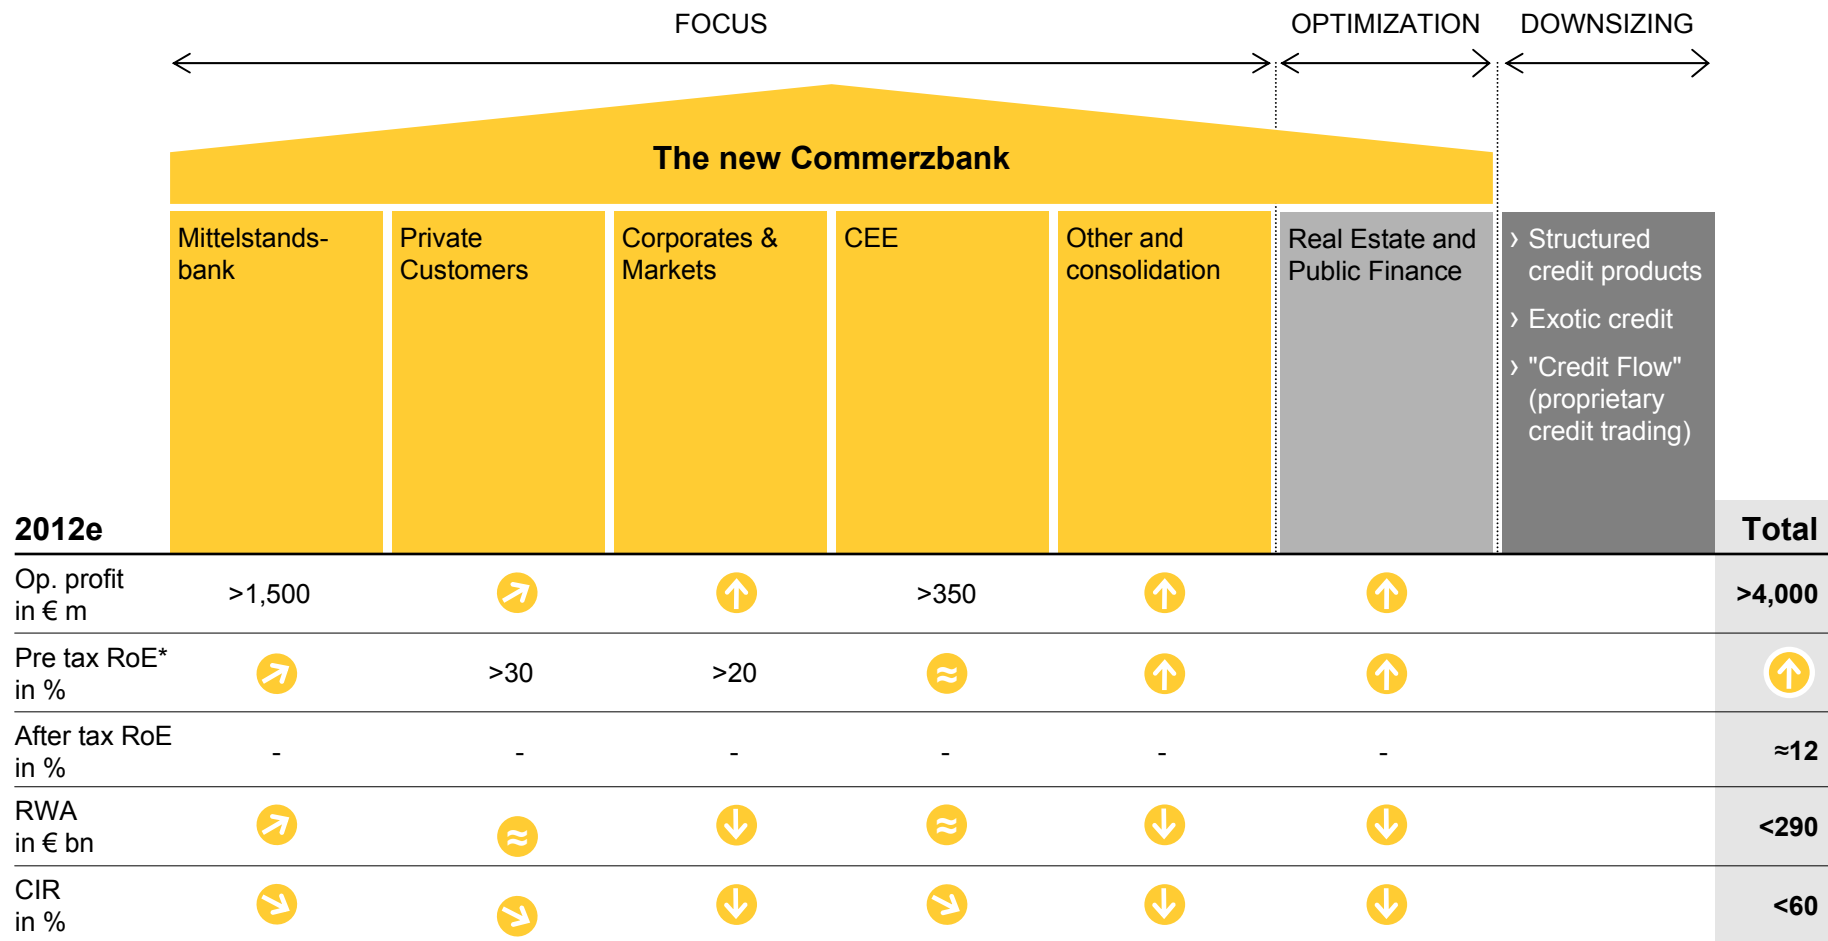 FOCUS
OPTIMIZATION
DOWNSIZING
The new Commerzbank
Mittelstands-
bank
Private
Customers
Corporates &
Markets
CEE
Other and
consolidation
Real Estate and
Public Finance
› Structured
credit products
› Exotic credit
› "Credit Flow"
(proprietary
credit trading)
2012e
Total
Op. profit
in € m
>1,500
>350
>4,000
Pre tax RoE*
in %
>30
>20
≈
After tax RoE
in %
- - - - - -
≈12
RWA
in € bn
≈
≈
<290
CIR
in %
<60